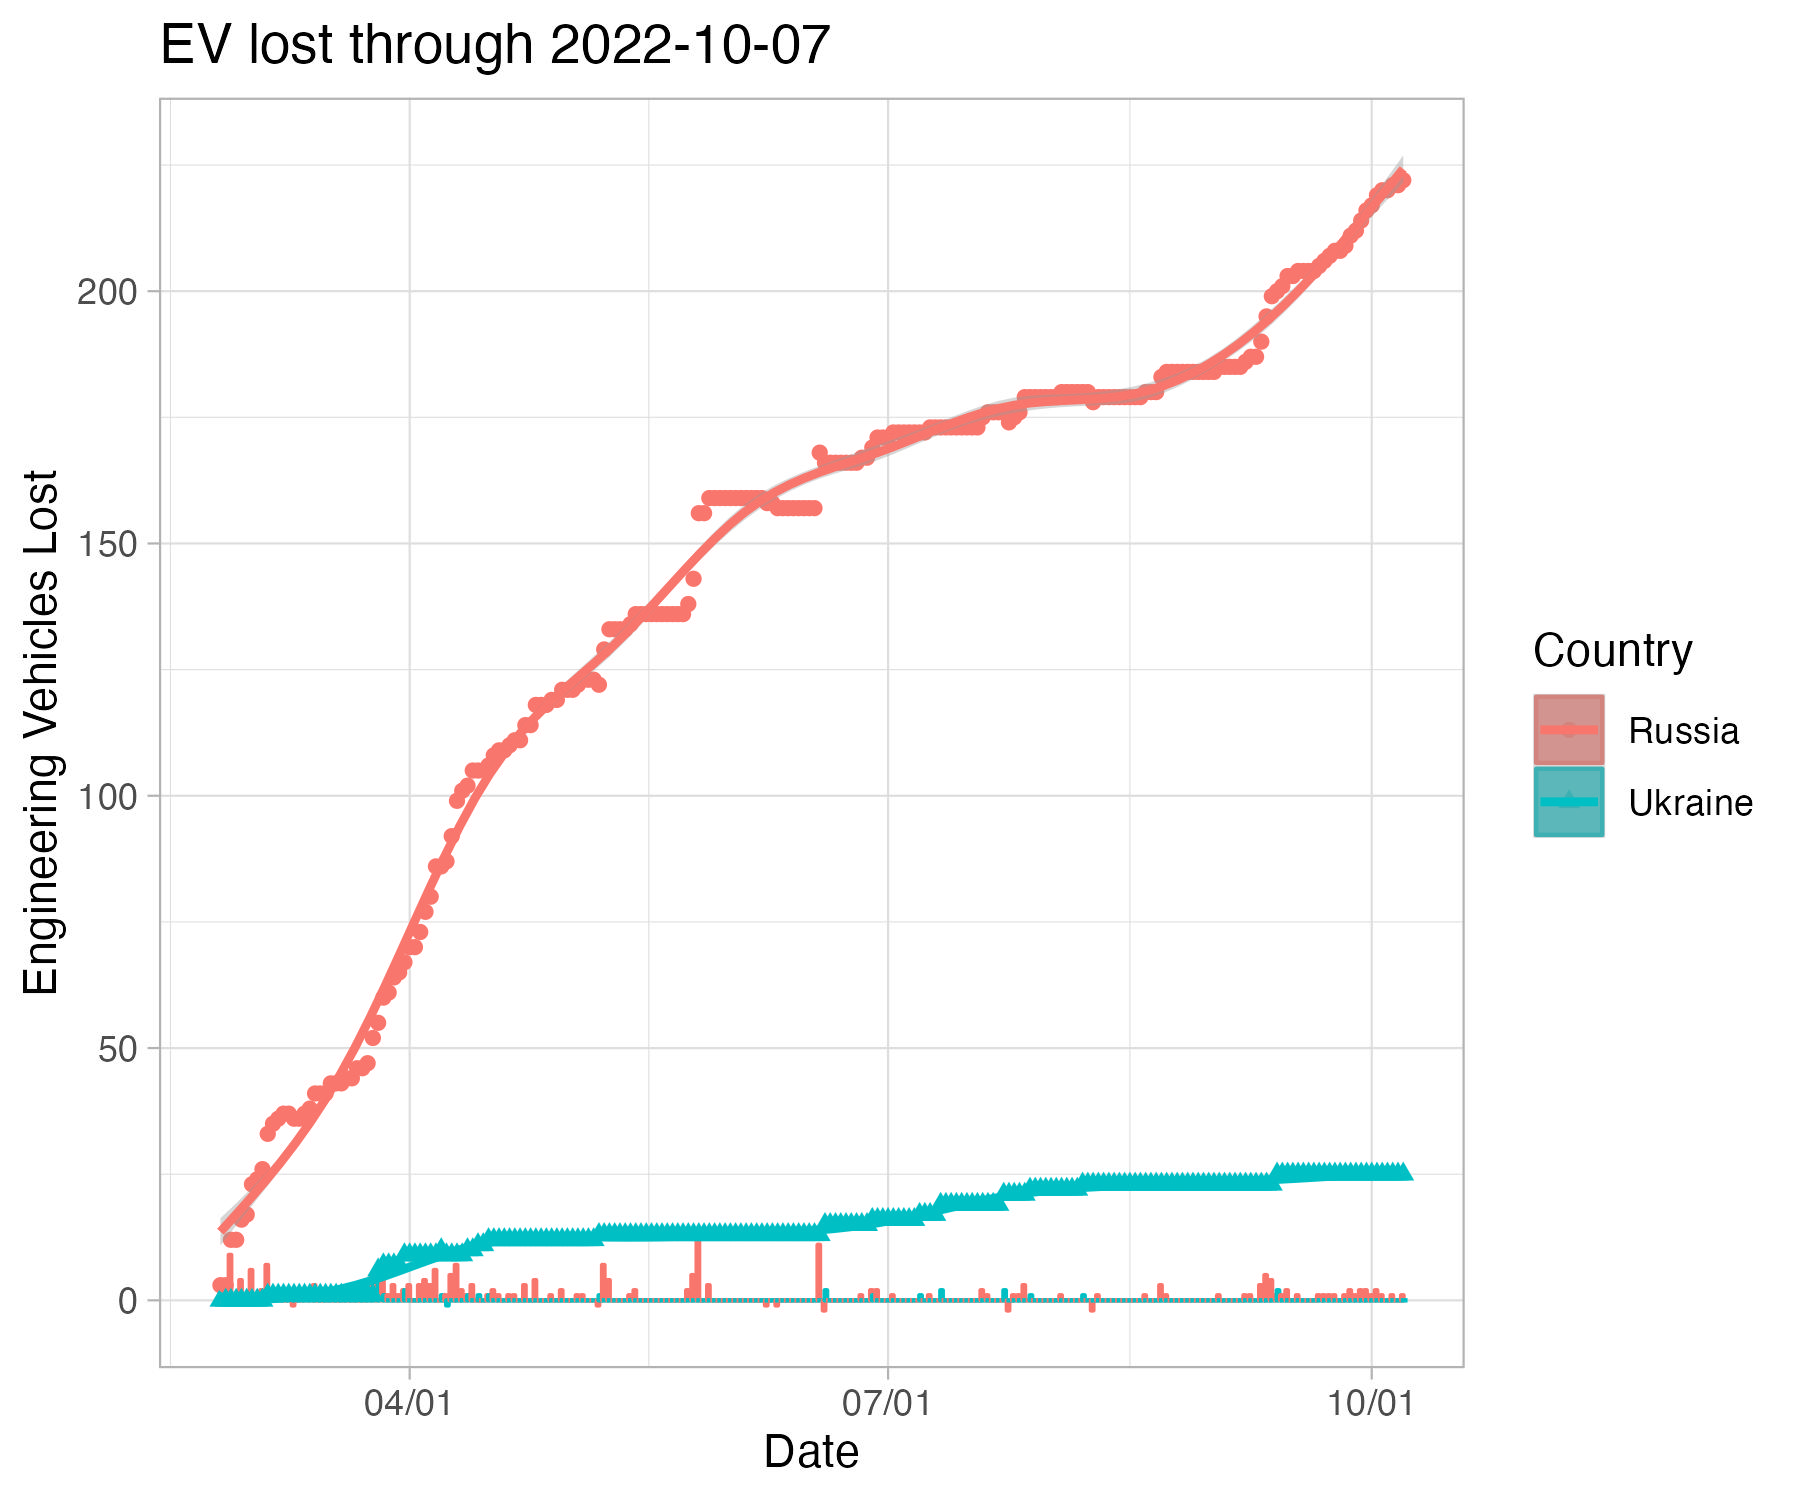 EV lost through 2022-10-07
Engineering Vehicles Lost
200
150
100
50
0
04/01
07/01
10/01
Date
Country
Russia
Ukraine